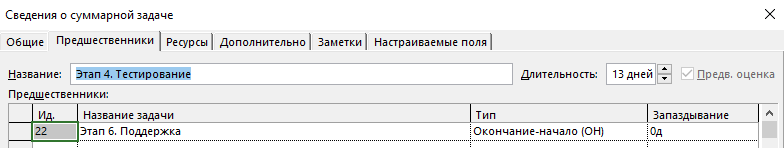 Сведения о суммарной задаче
Общие Предшественники Ресурсы Дополнительно Заметки Настраиваемые поля
Название: Этап 4. Тестирование Длительность: 13 дней Предв. оценка
Предшественники:
Ид. Название задачи Тип Запаздывание
22 Этап 6. Поддержка Окончание-начало (ОН) 0д